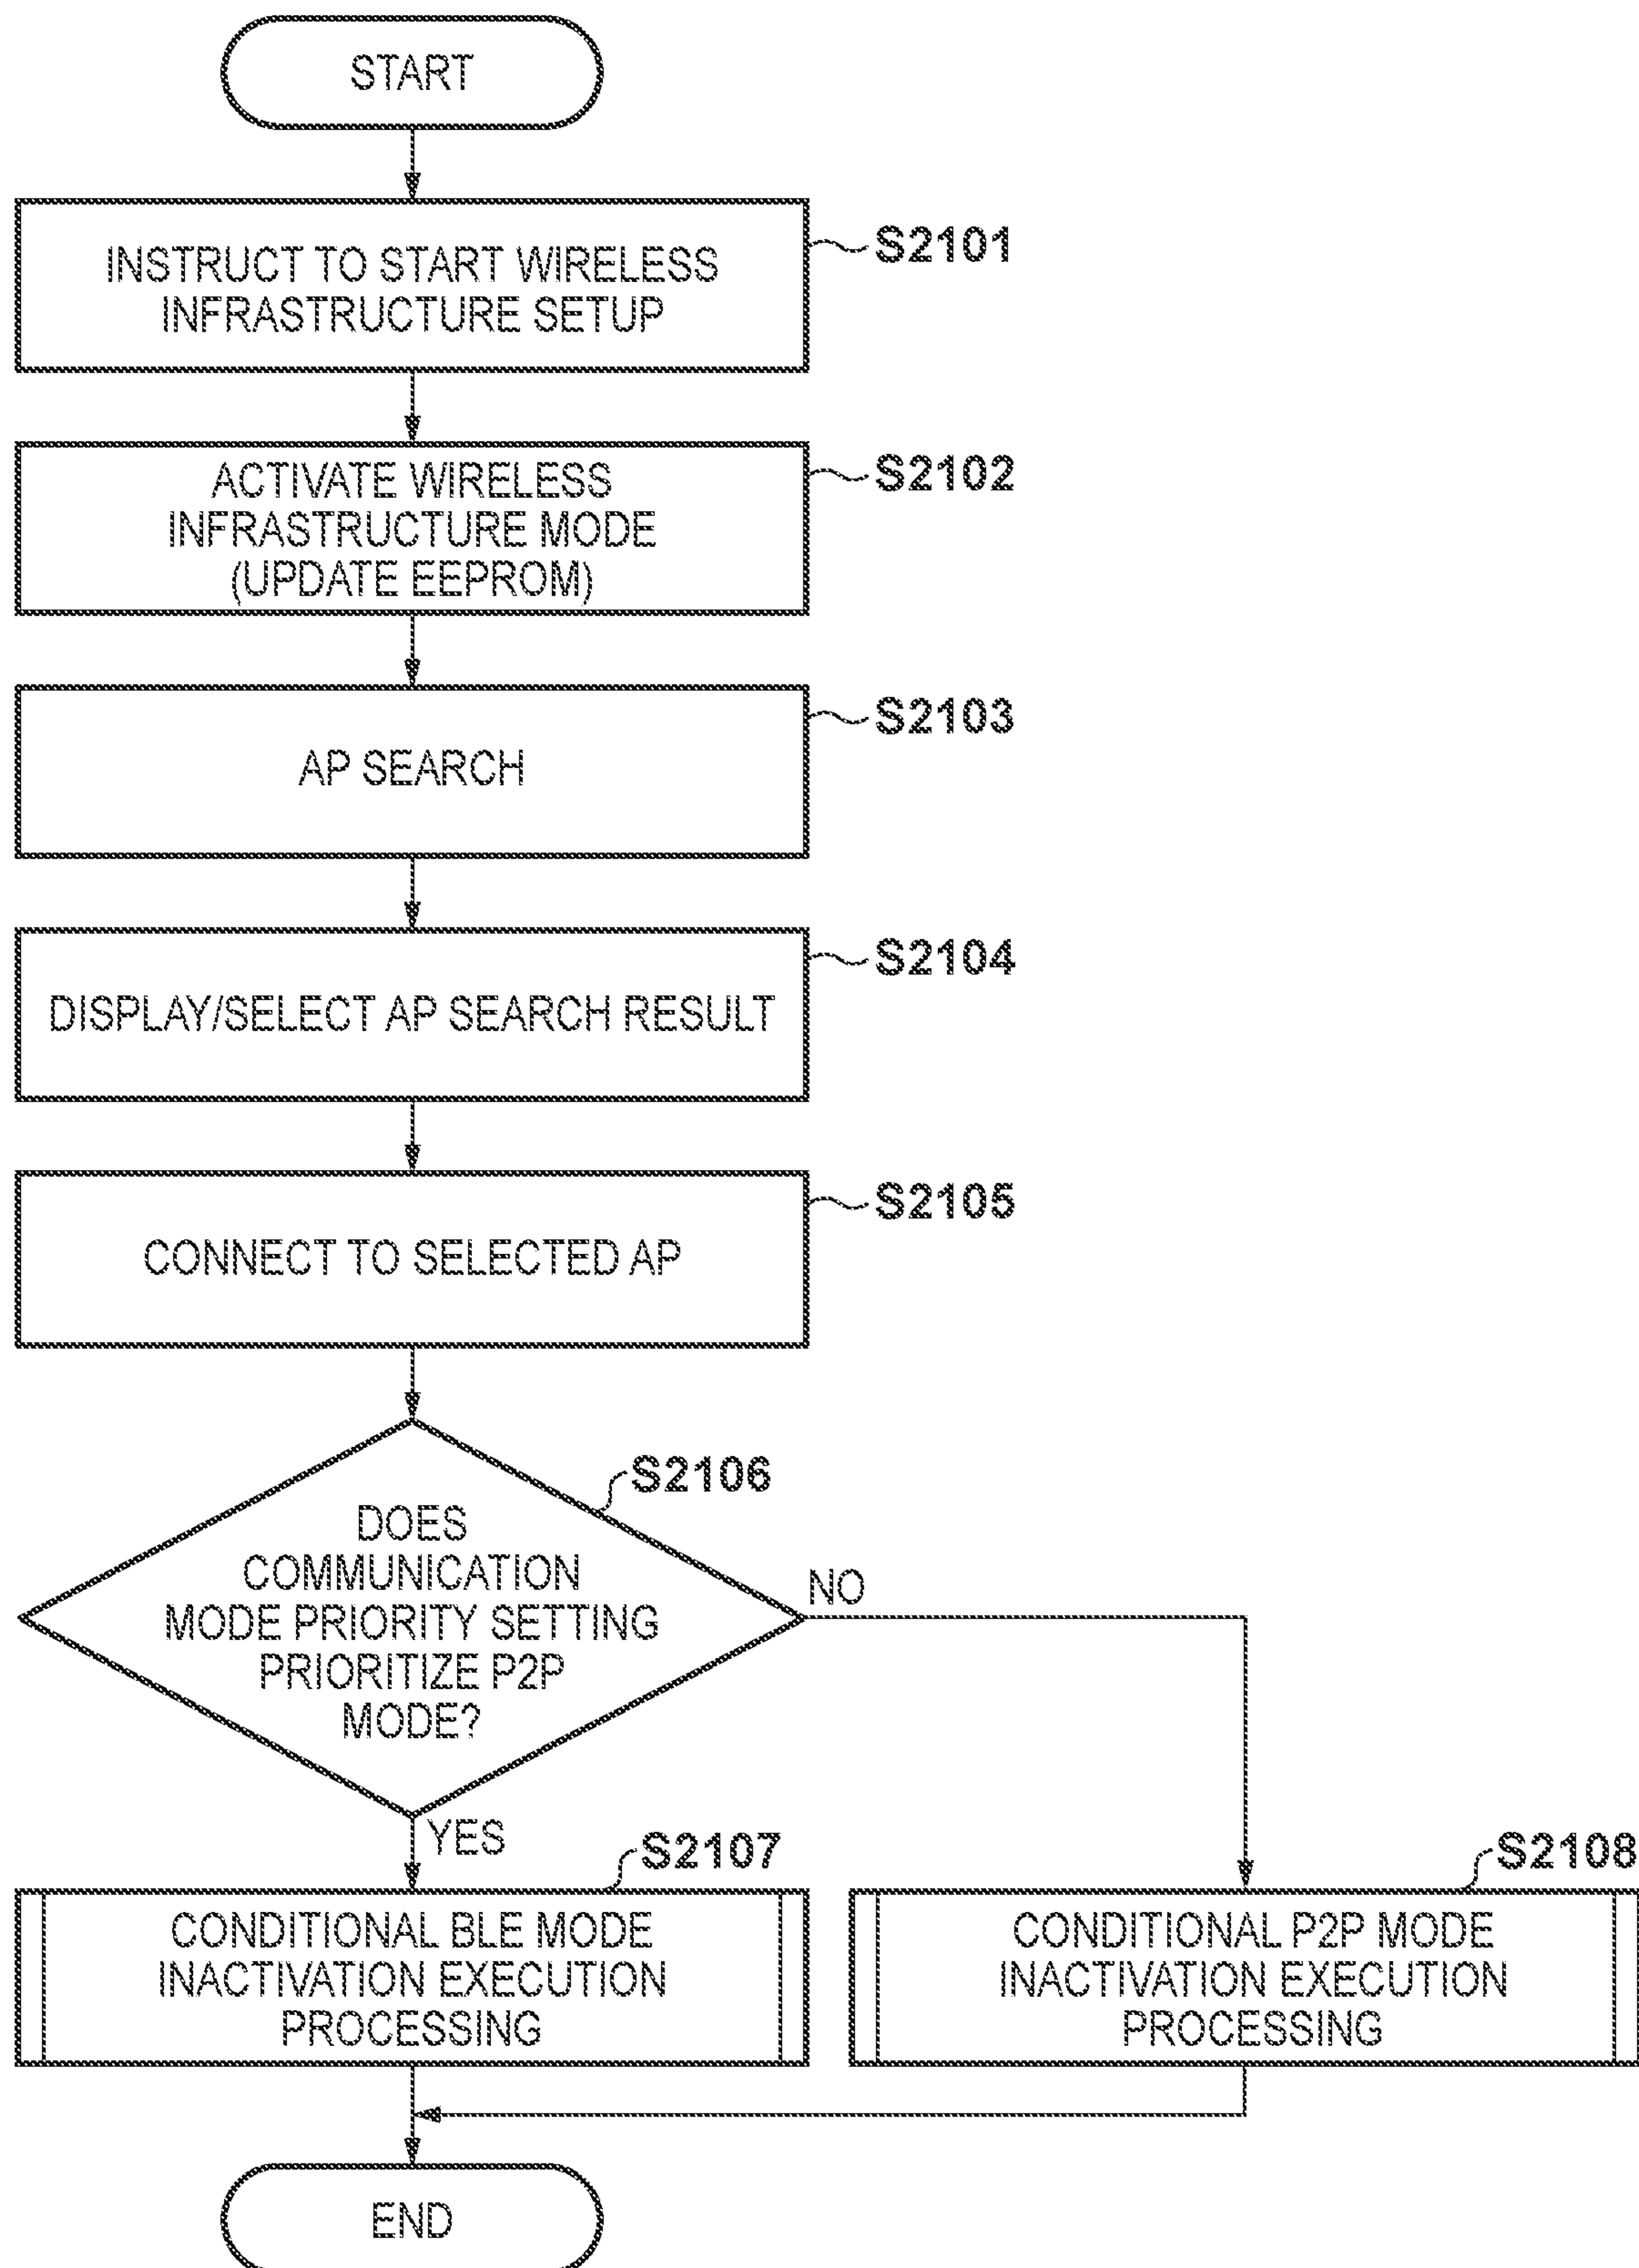 START
INSTRUCT TO START WIRELESS
INFRASTRUCTURE SETUP
S2101
ACTIVATE WIRELESS
INFRASTRUCTURE MODE
(UPDATE EEPROM)
S2102
AP SEARCH
S2103
DISPLAY/SELECT AP SEARCH RESULT
S2104
CONNECT TO SELECTED AP
S2105
DOES
COMMUNICATION
MODE PRIORITY SETTING
PRIORITIZE P2P
MODE?
S2106
NO
YES
CONDITIONAL BLE MODE
INACTIVATION EXECUTION
PROCESSING
S2107
CONDITIONAL P2P MODE
INACTIVATION EXECUTION
PROCESSING
S2108
END